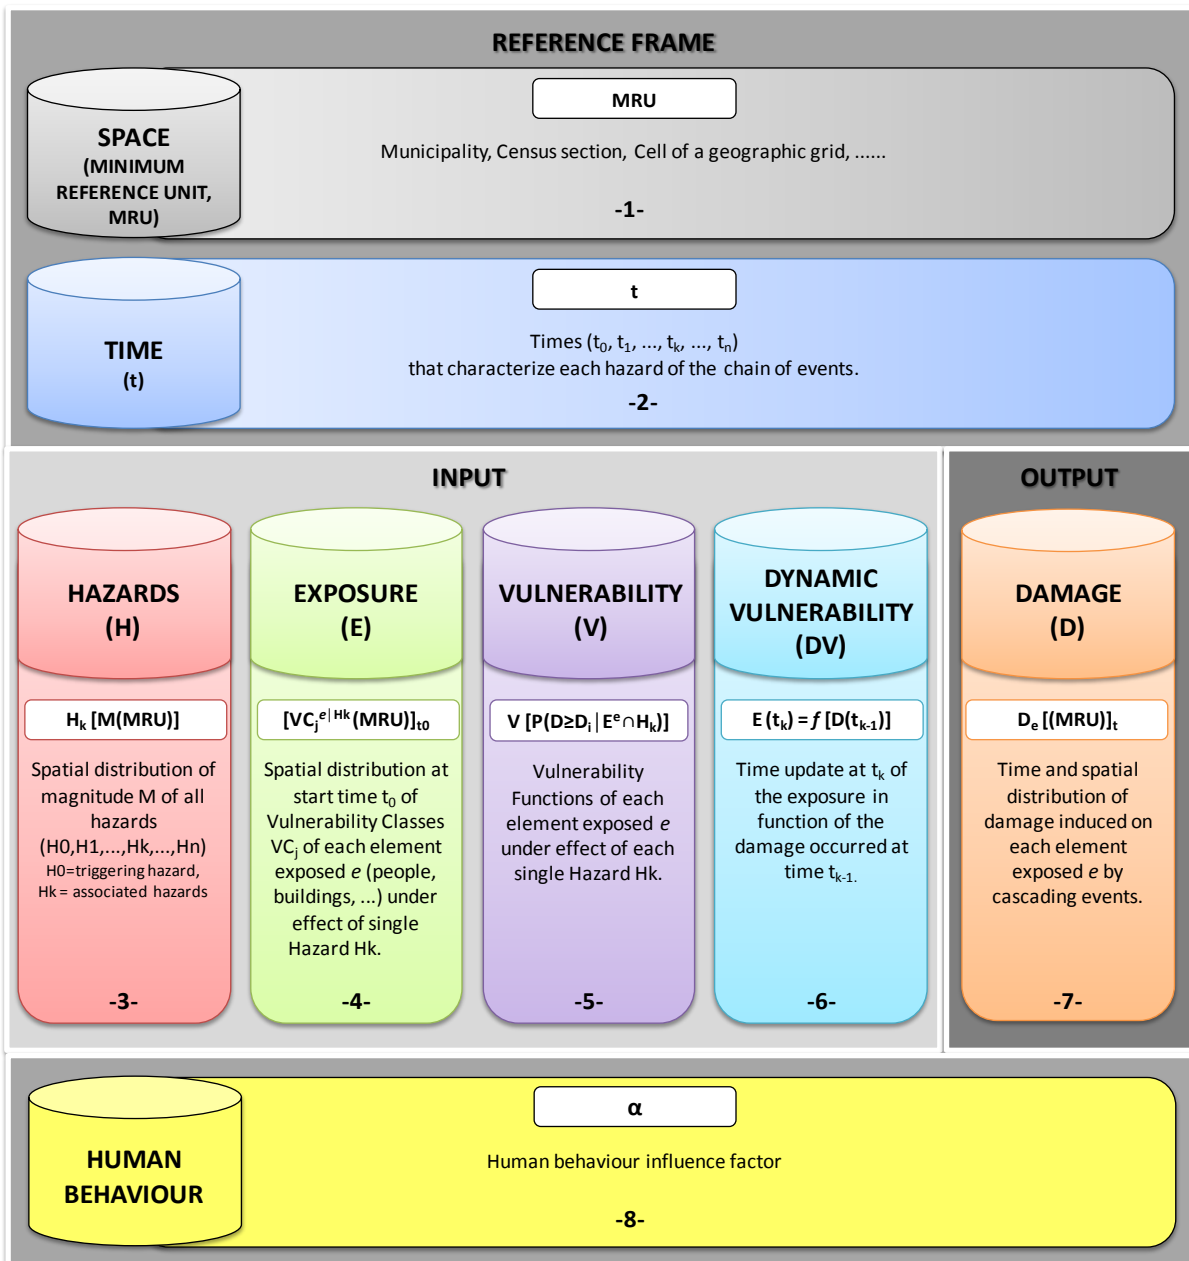 REFERENCE FRAME
SPACE
(MINIMUM
REFERENCE UNIT,
MRU)
MRU
Municipality, Census section, Cell of a geographic grid, ......
-1-
TIME
(t)
t
Times (t₀, t₁, ..., tₖ, ..., tₙ)
that characterize each hazard of the chain of events.
-2-
INPUT
HAZARDS
(H)
Hₖ [M(MRU)]
Spatial distribution of
magnitude M of all
hazards
(H0,H1,...,Hk,...,Hn)
H0=triggering hazard,
Hk = associated hazards
-3-
EXPOSURE
(E)
[VCⱼᵉ|ᴴᵏ (MRU)]ₜ₀
Spatial distribution at
start time t₀ of
Vulnerability Classes
VCⱼ of each element
exposed e (people,
buildings, ...) under
effect of single
Hazard Hk.
-4-
VULNERABILITY
(V)
V [P(D≥Dᵢ | Eᵉ∩Hₖ)]
Vulnerability
Functions of each
element exposed e
under effect of each
single Hazard Hk.
-5-
DYNAMIC
VULNERABILITY
(DV)
E (tₖ) = f [D(tₖ₋₁)]
Time update at tₖ of
the exposure in
function of the
damage occurred at
time tₖ₋₁.
-6-
OUTPUT
DAMAGE
(D)
Dₑ [(MRU)]ₜ
Time and spatial
distribution of
damage induced on
each element
exposed e by
cascading events.
-7-
HUMAN
BEHAVIOUR
α
Human behaviour influence factor
-8-